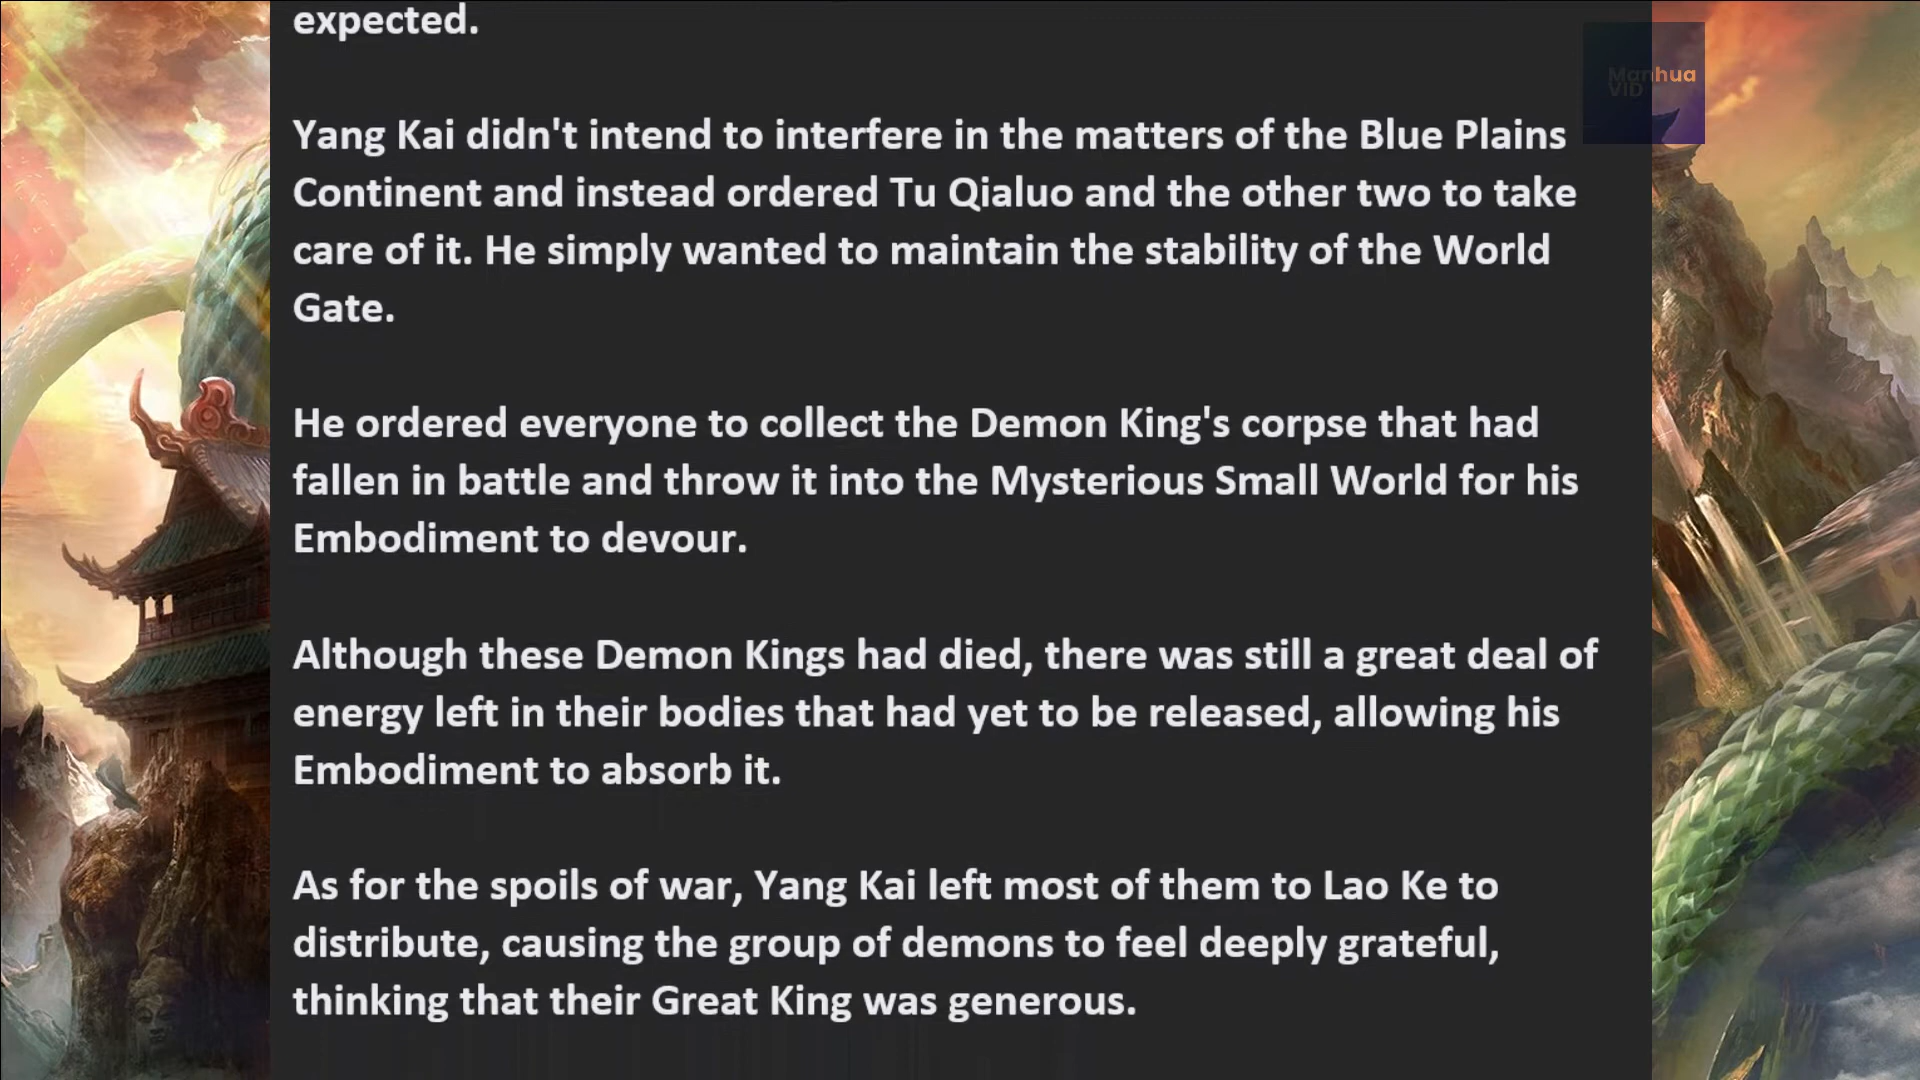 expected.
Manhua
VID
Yang Kai didn't intend to interfere in the matters of the Blue Plains
Continent and instead ordered Tu Qialuo and the other two to take
care of it. He simply wanted to maintain the stability of the World
Gate.
He ordered everyone to collect the Demon King's corpse that had
fallen in battle and throw it into the Mysterious Small World for his
Embodiment to devour.
Although these Demon Kings had died, there was still a great deal of
energy left in their bodies that had yet to be released, allowing his
Embodiment to absorb it.
As for the spoils of war, Yang Kai left most of them to Lao Ke to
distribute, causing the group of demons to feel deeply grateful,
thinking that their Great King was generous.